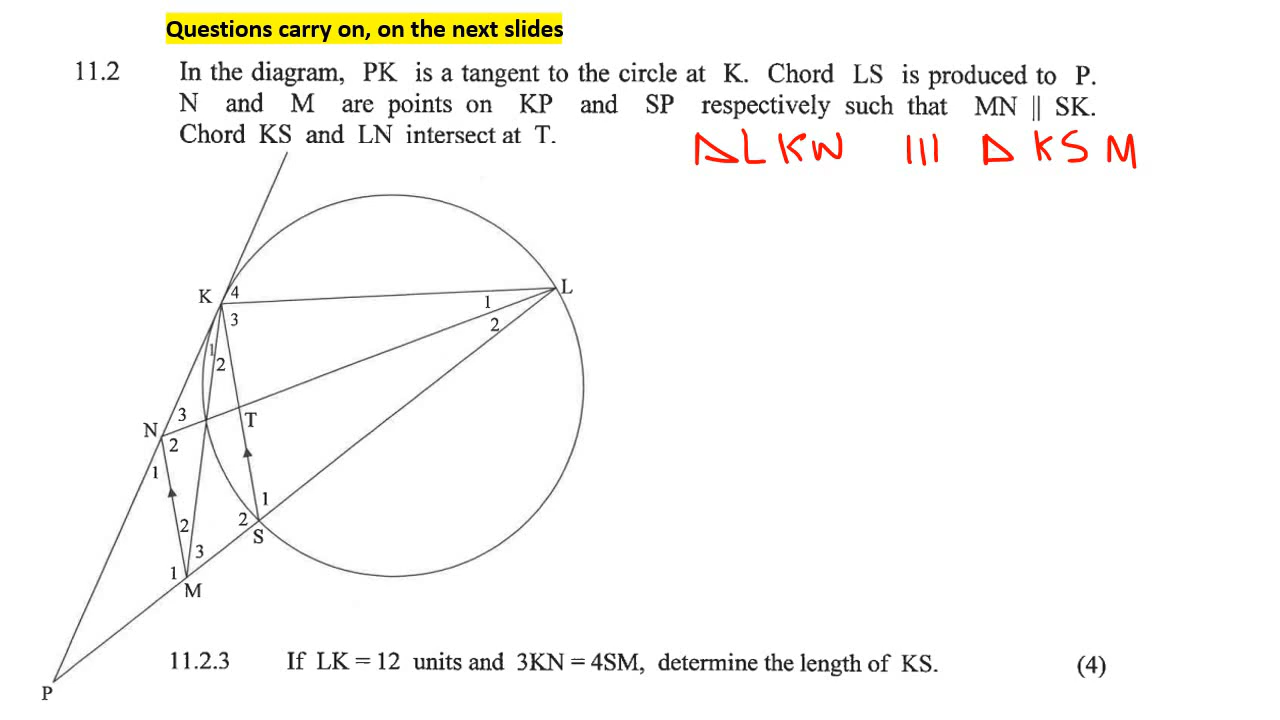 Questions carry on, on the next slides
11.2 In the diagram, PK is a tangent to the circle at K. Chord LS is produced to P.
N and M are points on KP and SP respectively such that MN || SK.
Chord KS and LN intersect at T.
ΔLKW ||| ΔKSM
K 4 L
1
3
2
1
2
3 T
N
2
1
1
2 2
S
3
1
M
P
11.2.3 If LK = 12 units and 3KN = 4SM, determine the length of KS. (4)